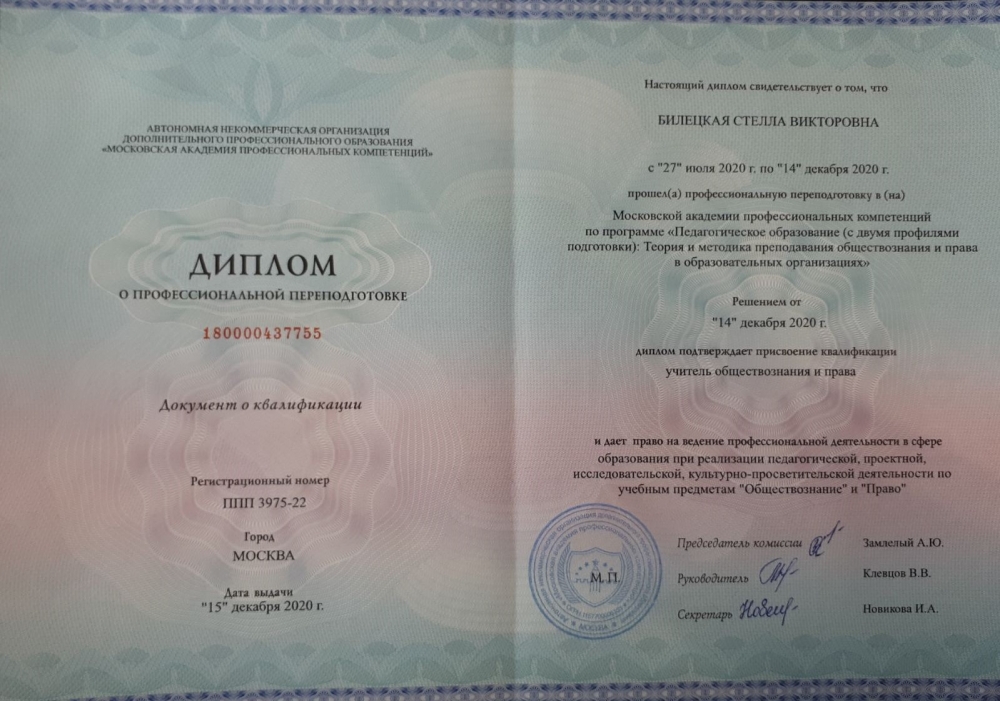 АВТОНОМНАЯ НЕКОММЕРЧЕСКАЯ ОРГАНИЗАЦИЯ
ДОПОЛНИТЕЛЬНОГО ПРОФЕССИОНАЛЬНОГО ОБРАЗОВАНИЯ
«МОСКОВСКАЯ АКАДЕМИЯ ПРОФЕССИОНАЛЬНЫХ КОМПЕТЕНЦИЙ»
ДИПЛОМ
О ПРОФЕССИОНАЛЬНОЙ ПЕРЕПОДГОТОВКЕ
180000437755
Документ о квалификации
Регистрационный номер
ППП 3975-22
Город
МОСКВА
Дата выдачи
"15" декабря 2020 г.
Настоящий диплом свидетельствует о том, что
БИЛЕЦКАЯ СТЕЛЛА ВИКТОРОВНА
с "27" июля 2020 г. по "14" декабря 2020 г.
прошел(а) профессиональную переподготовку в (на)
Московской академии профессиональных компетенций
по программе «Педагогическое образование (с двумя профилями
подготовки): Теория и методика преподавания обществознания и права
в образовательных организациях»
Решением от
"14" декабря 2020 г.
диплом подтверждает присвоение квалификации
учитель обществознания и права
и дает право на ведение профессиональной деятельности в сфере
образования при реализации педагогической, проектной,
исследовательской, культурно-просветительской деятельности по
учебным предметам "Обществознание" и "Право"
М.П.
Председатель комиссии Замлелый А.Ю.
Руководитель Клевцов В.В.
Секретарь Новикова И.А.